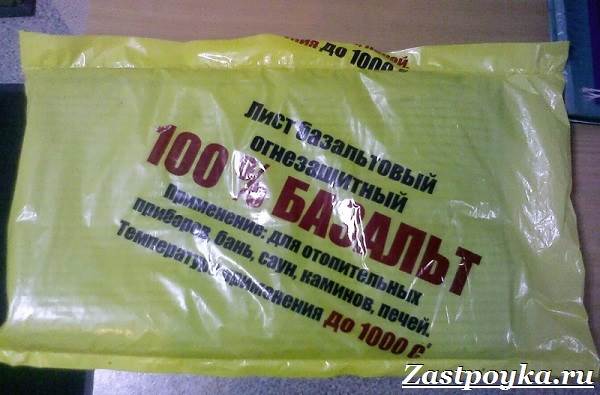 до 1000
Лист базальтовый
огнезащитный
100% БАЗАЛЬТ
Применение: для отопительных
приборов, бань, саун, каминов, печей.
Температура применения до 1000 С°
Zastpoyka.ru